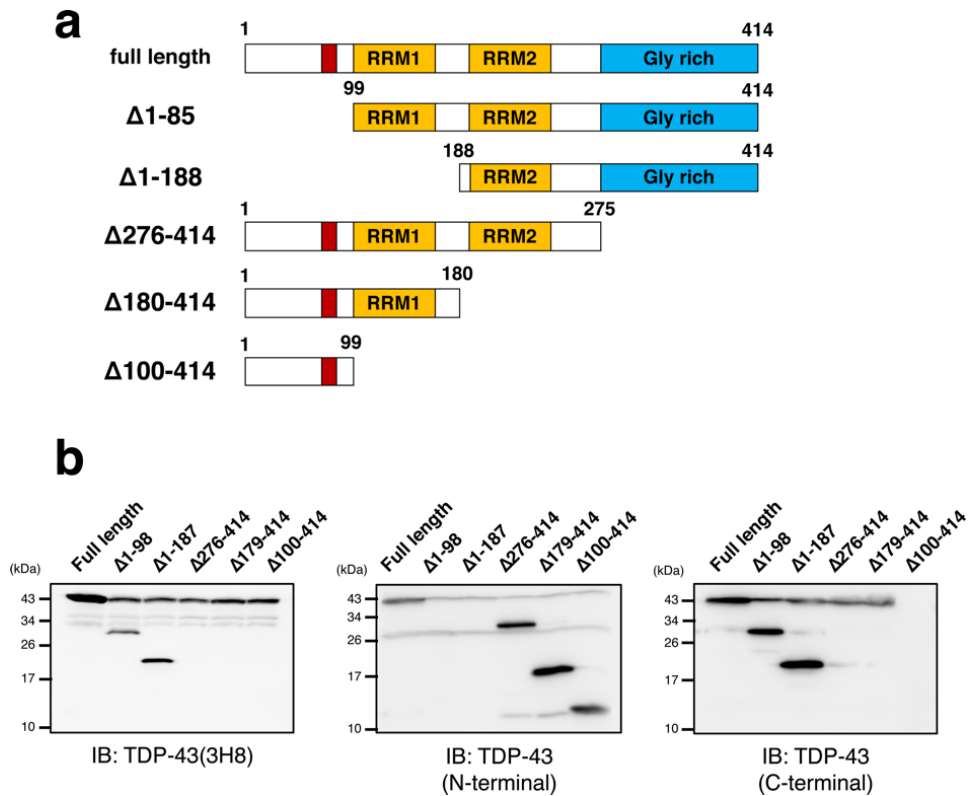 a
1 414
full length RRM1 RRM2 Gly rich
99 414
Δ1-85 RRM1 RRM2 Gly rich
188 414
Δ1-188 RRM2 Gly rich
1 275
Δ276-414 RRM1 RRM2
1 180
Δ180-414 RRM1
1 99
Δ100-414
b
Full length Δ1-98 Δ1-187 Δ276-414 Δ179-414 Δ100-414
(kDa)
43
34
26
17
10
IB: TDP-43(3H8)
Full length Δ1-98 Δ1-187 Δ276-414 Δ179-414 Δ100-414
(kDa)
43
34
26
17
10
IB: TDP-43
(N-terminal)
Full length Δ1-98 Δ1-187 Δ276-414 Δ179-414 Δ100-414
(kDa)
43
34
26
17
10
IB: TDP-43
(C-terminal)